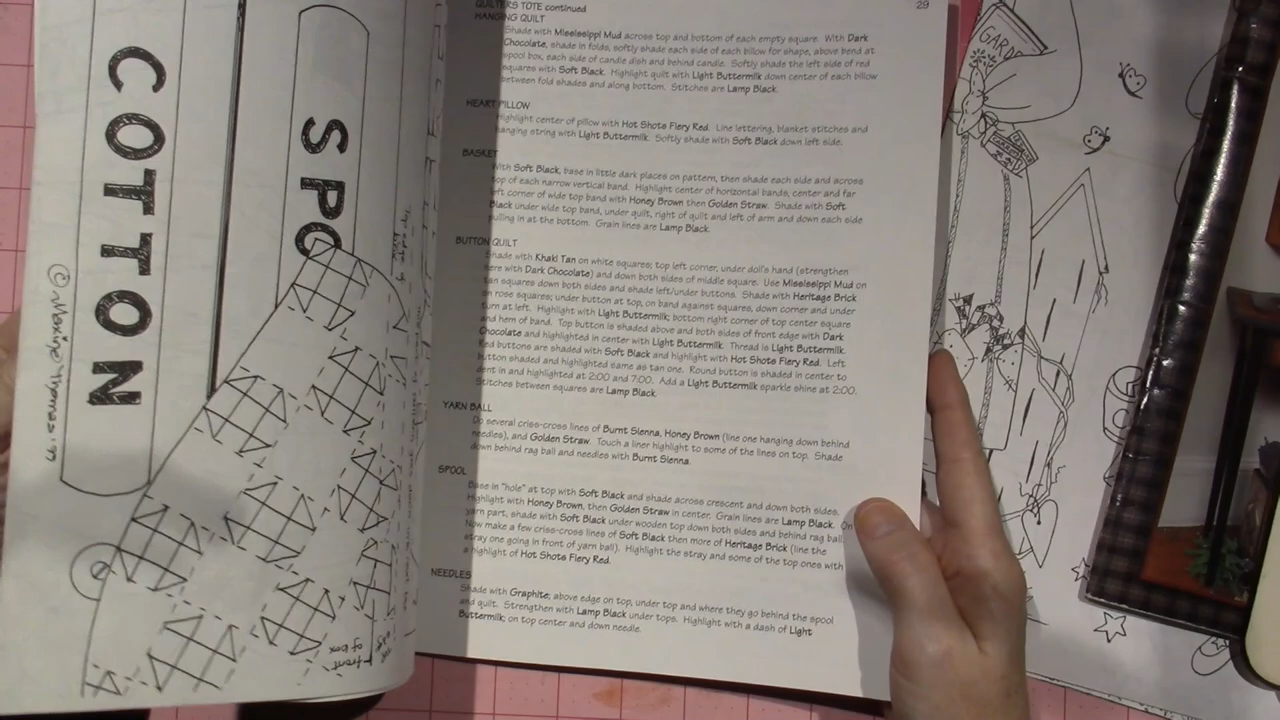 COTTON
SPO
© Maxine Thomas '97
front
of box
29
QUILTERS TOTE continued
HANGING QUILT
Shade with Mississippi Mud across top and bottom of each empty square. With Dark
Chocolate, shade in folds, softly shade each side of each billow for shape, above bend at
spool box, each side of candle dish and behind candle. Softly shade the left side of red
squares with Soft Black. Highlight quilt with Light Buttermilk down center of each billow
between fold shades and along bottom. Stitches are Lamp Black.
HEART PILLOW
Highlight center of pillow with Hot Shots Fiery Red. Line lettering, blanket stitches and
hanging string with Light Buttermilk. Softly shade with Soft Black down left side.
BASKET
With Soft Black, base in little dark places on pattern, then shade each side and across
top of each narrow vertical band. Highlight center of horizontal bands, center and far
left corner of wide top band with Honey Brown then Golden Straw. Shade with Soft
Black under wide top band, under quilt, right of quilt and left of arm and down each side
pulling in at the bottom. Grain lines are Lamp Black.
BUTTON QUILT
Shade with Khaki Tan on white squares; top left corner, under doll's hand (strengthen
here with Dark Chocolate) and down both sides of middle square. Use Mississippi Mud on
tan squares down both sides and shade left/under buttons. Shade with Heritage Brick
on rose squares; under button at top, on band against squares, down corner and under
turn at left. Highlight with Light Buttermilk; bottom right corner of top center square
and hem of band. Top button is shaded above and both sides of front edge with Dark
Chocolate and highlighted in center with Light Buttermilk. Thread is Light Buttermilk.
Red buttons are shaded with Soft Black and highlight with Hot Shots Fiery Red. Left
button shaded and highlighted same as tan one. Round button is shaded in center to
dent in and highlighted at 2:00 and 7:00. Add a Light Buttermilk sparkle shine at 2:00.
Stitches between squares are Lamp Black.
YARN BALL
Do several criss-cross lines of Burnt Sienna, Honey Brown (line one hanging down behind
needles), and Golden Straw. Touch a liner highlight to some of the lines on top. Shade
down behind rag ball and needles with Burnt Sienna.
SPOOL
Base in "hole" at top with Soft Black and shade across crescent and down both sides.
Highlight with Honey Brown, then Golden Straw in center. Grain lines are Lamp Black. On
yarn part, shade with Soft Black under wooden top down both sides and behind rag ball.
Now make a few criss-cross lines of Soft Black then more of Heritage Brick (line the
stray one going in front of yarn ball). Highlight the stray and some of the top ones with
a highlight of Hot Shots Fiery Red.
NEEDLES
Shade with Graphite; above edge on top, under top and where they go behind the spool
and quilt. Strengthen with Lamp Black under tops. Highlight with a dash of Light
Buttermilk; on top center and down needle.